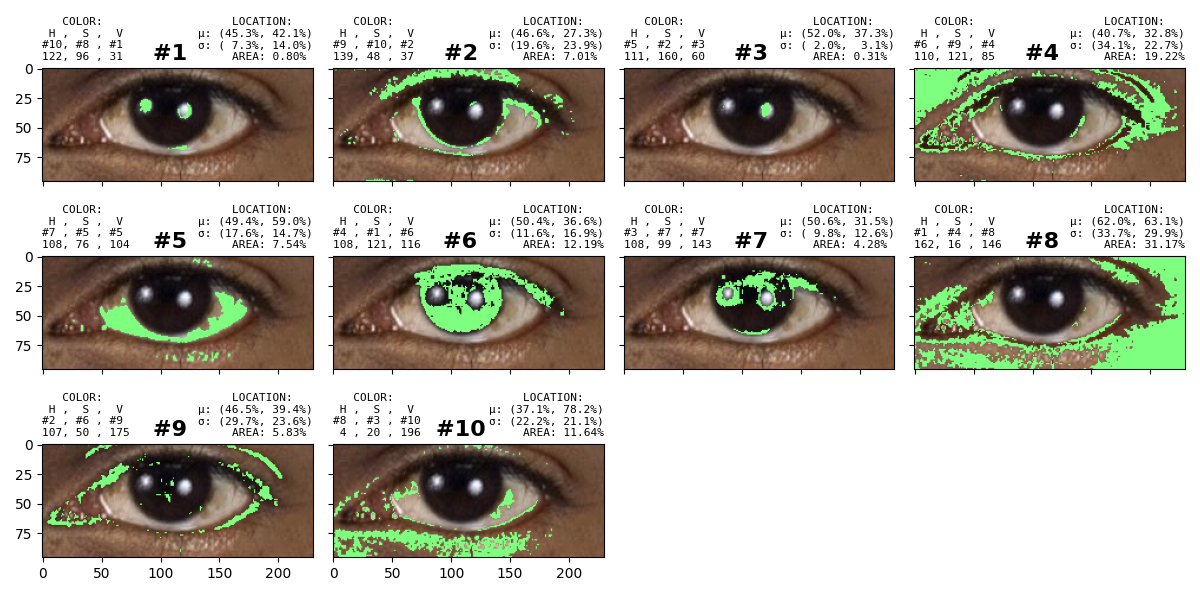 COLOR: LOCATION:
H , S , V μ: (45.3%, 42.1%)
#10, #8 , #1 #1 σ: ( 7.3%, 14.0%)
122, 96 , 31 AREA: 0.80%
COLOR: LOCATION:
H , S , V μ: (46.6%, 27.3%)
#9 , #10, #2 #2 σ: (19.6%, 23.9%)
139, 48 , 37 AREA: 7.01%
COLOR: LOCATION:
H , S , V μ: (52.0%, 37.3%)
#5 , #2 , #3 #3 σ: ( 2.0%, 3.1%)
111, 160, 60 AREA: 0.31%
COLOR: LOCATION:
H , S , V μ: (40.7%, 32.8%)
#6 , #9 , #4 #4 σ: (34.1%, 22.7%)
110, 121, 85 AREA: 19.22%
0
25
50
75
COLOR: LOCATION:
H , S , V μ: (49.4%, 59.0%)
#7 , #5 , #5 #5 σ: (17.6%, 14.7%)
108, 76 , 104 AREA: 7.54%
COLOR: LOCATION:
H , S , V μ: (50.4%, 36.6%)
#4 , #1 , #6 #6 σ: (11.6%, 16.9%)
108, 121, 116 AREA: 12.19%
COLOR: LOCATION:
H , S , V μ: (50.6%, 31.5%)
#3 , #7 , #7 #7 σ: ( 9.8%, 12.6%)
108, 99 , 143 AREA: 4.28%
COLOR: LOCATION:
H , S , V μ: (62.0%, 63.1%)
#1 , #4 , #8 #8 σ: (33.7%, 29.9%)
162, 16 , 146 AREA: 31.17%
0
25
50
75
COLOR: LOCATION:
H , S , V μ: (46.5%, 39.4%)
#2 , #6 , #9 #9 σ: (29.7%, 23.6%)
107, 50 , 175 AREA: 5.83%
COLOR: LOCATION:
H , S , V μ: (37.1%, 78.2%)
#8 , #3 , #10 #10 σ: (22.2%, 21.1%)
4 , 20 , 196 AREA: 11.64%
0
25
50
75
0 50 100 150 200
0 50 100 150 200